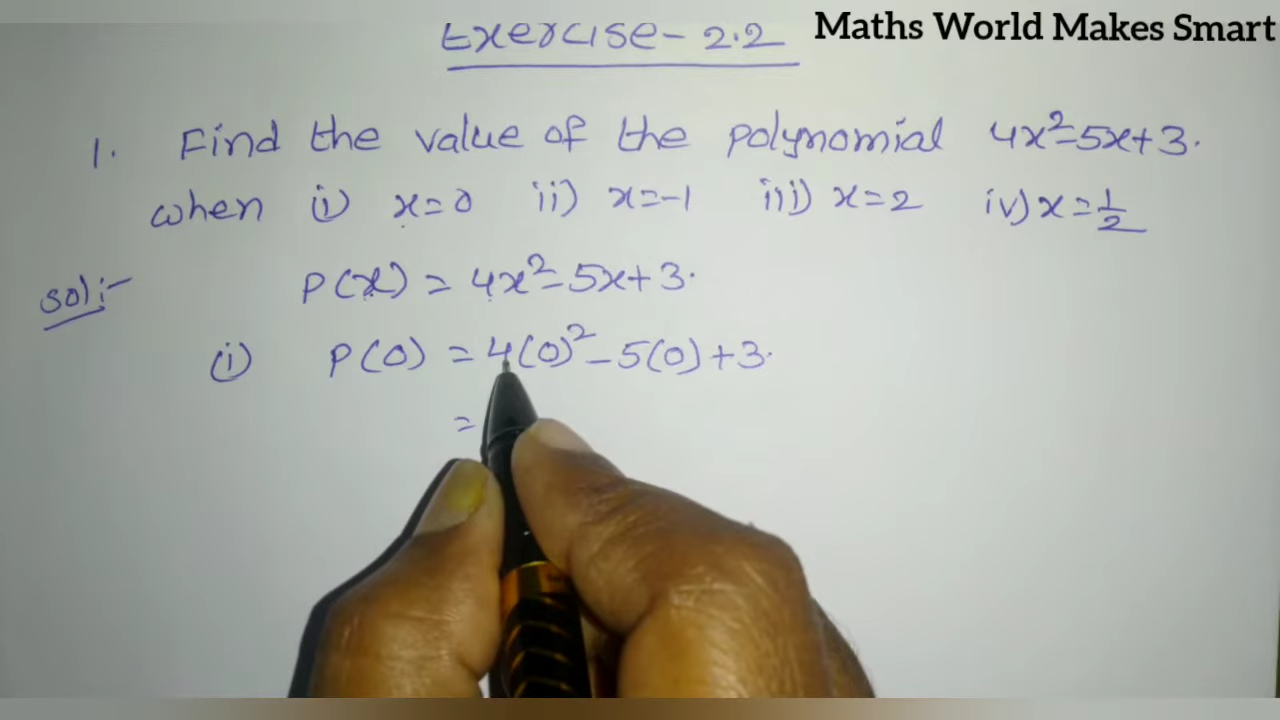 Maths World Makes Smart
Exercise-2.2
1. Find the value of the polynomial 4x²-5x+3.
when (i) x=0 ii) x=-1 iii) x=2 iv) x=1/2
Sol:- P(x) = 4x²-5x+3.
(i) P(0) = 4(0)²-5(0)+3.
=